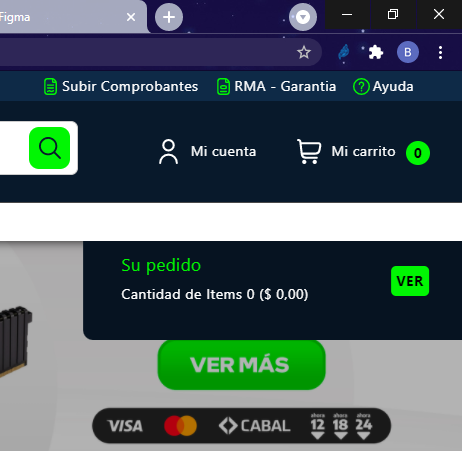 Figma
B
Subir Comprobantes
RMA - Garantia
Ayuda
Mi cuenta
Mi carrito 0
Su pedido
Cantidad de Items 0 ($ 0,00)
VER
VER MÁS
VISA
CABAL
ahora 12
ahora 18
ahora 24